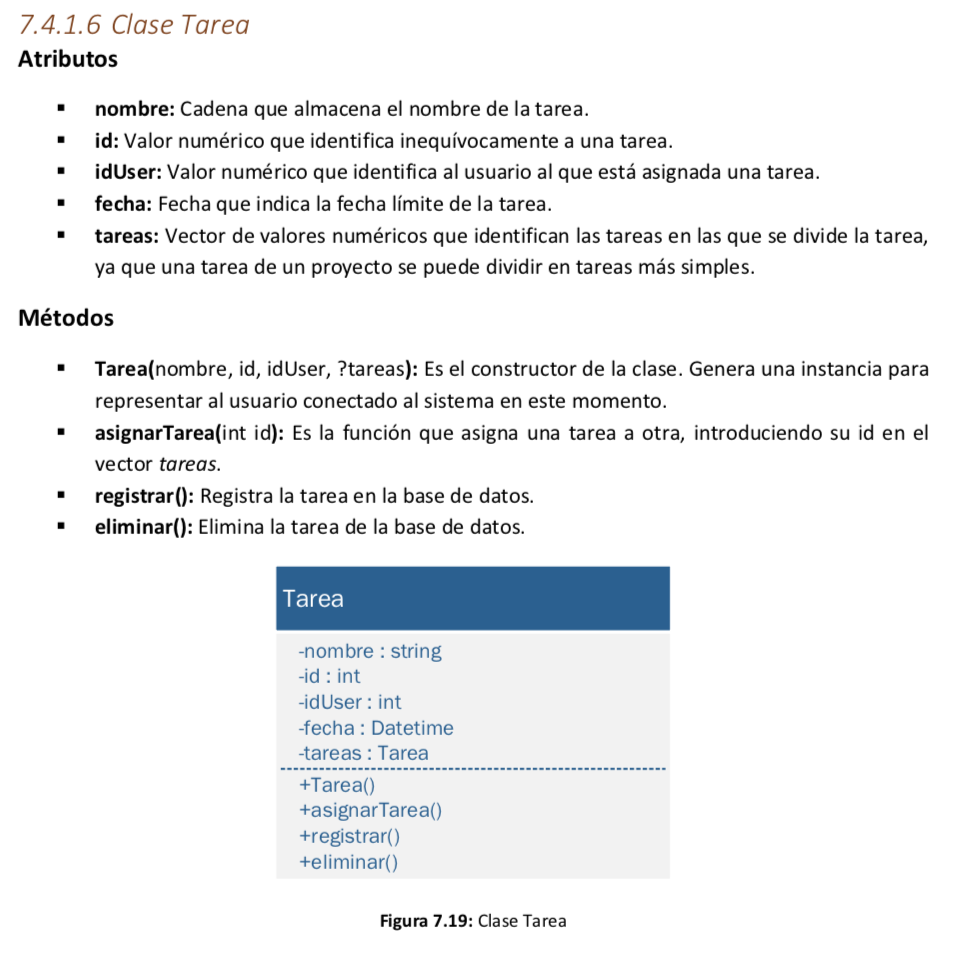 7.4.1.6 Clase Tarea
Atributos
▪ nombre: Cadena que almacena el nombre de la tarea.
▪ id: Valor numérico que identifica inequívocamente a una tarea.
▪ idUser: Valor numérico que identifica al usuario al que está asignada una tarea.
▪ fecha: Fecha que indica la fecha límite de la tarea.
▪ tareas: Vector de valores numéricos que identifican las tareas en las que se divide la tarea,
ya que una tarea de un proyecto se puede dividir en tareas más simples.
Métodos
▪ Tarea(nombre, id, idUser, ?tareas): Es el constructor de la clase. Genera una instancia para
representar al usuario conectado al sistema en este momento.
▪ asignarTarea(int id): Es la función que asigna una tarea a otra, introduciendo su id en el
vector tareas.
▪ registrar(): Registra la tarea en la base de datos.
▪ eliminar(): Elimina la tarea de la base de datos.
Tarea
-nombre : string
-id : int
-idUser : int
-fecha : Datetime
-tareas : Tarea
+Tarea()
+asignarTarea()
+registrar()
+eliminar()
Figura 7.19: Clase Tarea